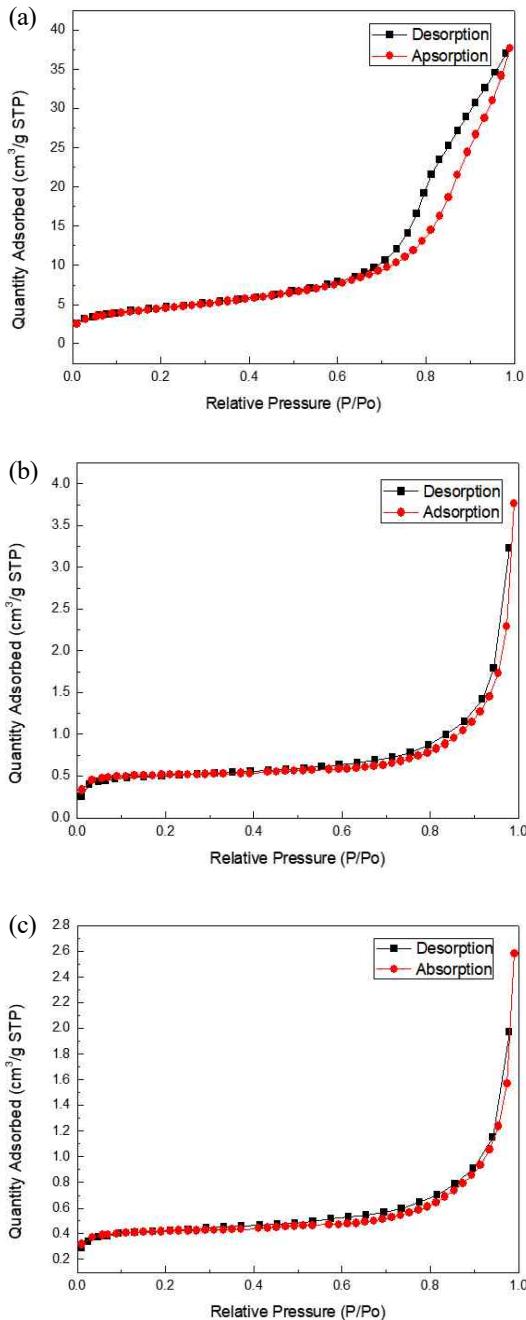 (a)
40
35
30
25
20
15
10
5
0
Quantity Adsorbed (cm³/g STP)
Desorption
Apsorption
0.0 0.2 0.4 0.6 0.8 1.0
Relative Pressure (P/Po)
(b)
4.0
3.5
3.0
2.5
2.0
1.5
1.0
0.5
0.0
Quantity Adsorbed (cm³/g STP)
Desorption
Adsorption
0.0 0.2 0.4 0.6 0.8 1.0
Relative Pressure (P/Po)
(c)
2.8
2.6
2.4
2.2
2.0
1.8
1.6
1.4
1.2
1.0
0.8
0.6
0.4
0.2
Quantity Adsorbed (cm³/g STP)
Desorption
Absorption
0.0 0.2 0.4 0.6 0.8 1.0
Relative Pressure (P/Po)